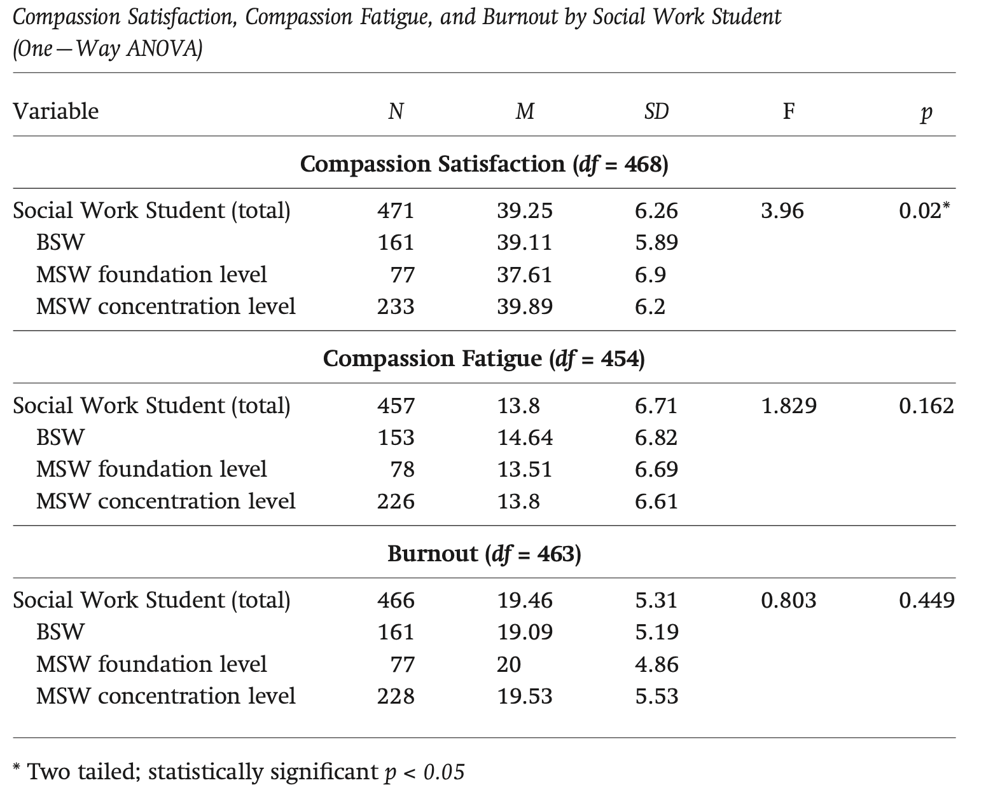 Compassion Satisfaction, Compassion Fatigue, and Burnout by Social Work Student
(One—Way ANOVA)
Variable N M SD F p
Compassion Satisfaction (df = 468)
Social Work Student (total) 471 39.25 6.26 3.96 0.02*
BSW 161 39.11 5.89
MSW foundation level 77 37.61 6.9
MSW concentration level 233 39.89 6.2
Compassion Fatigue (df = 454)
Social Work Student (total) 457 13.8 6.71 1.829 0.162
BSW 153 14.64 6.82
MSW foundation level 78 13.51 6.69
MSW concentration level 226 13.8 6.61
Burnout (df = 463)
Social Work Student (total) 466 19.46 5.31 0.803 0.449
BSW 161 19.09 5.19
MSW foundation level 77 20 4.86
MSW concentration level 228 19.53 5.53
* Two tailed; statistically significant p < 0.05